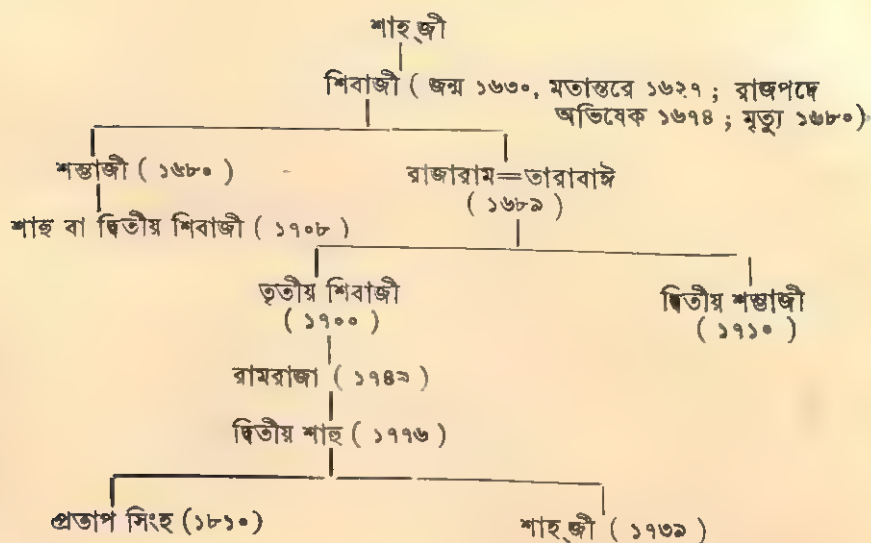 শাহ্‌জী
শিবাজী ( জন্ম ১৬৩০, মতান্তরে ১৬২৭ ; রাজপদে
অভিষেক ১৬৭৪ ; মৃত্যু ১৬৮০)
শম্ভাজী ( ১৬৮০ )
রাজারাম=তারাবাঈ
( ১৬৮৯ )
শাহু বা দ্বিতীয় শিবাজী ( ১৭০৮ )
তৃতীয় শিবাজী
( ১৭০০ )
দ্বিতীয় শম্ভাজী
( ১৭১০ )
রামরাজা ( ১৭৪৯ )
দ্বিতীয় শাহু ( ১৭৭৬ )
প্রতাপ সিংহ (১৮১০)
শাহ্‌জী ( ১৭৩৯ )